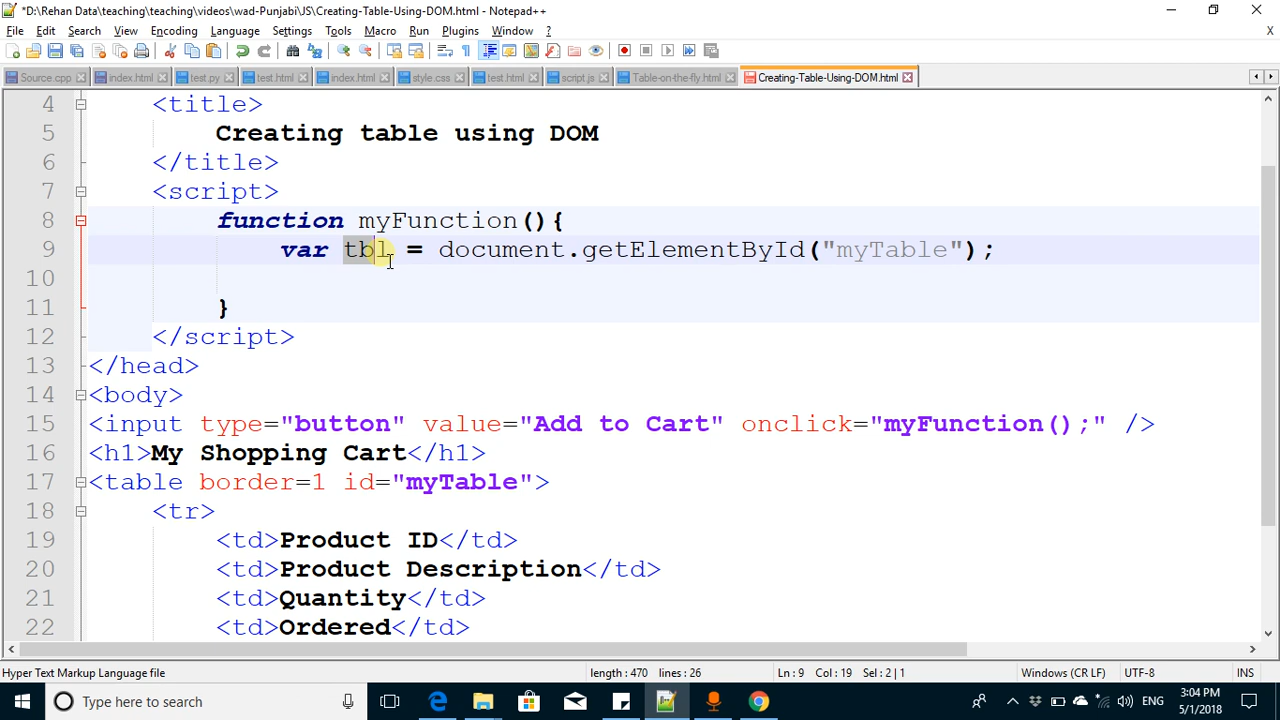 *D:\Rehan Data\teaching\teaching\videos\wad-Punjabi\JS\Creating-Table-Using-DOM.html - Notepad++
File Edit Search View Encoding Language Settings Tools Macro Run Plugins Window ? X
Source.cpp index.html test.py test.html index.html style.css test.html script.js Table-on-the-fly.html Creating-Table-Using-DOM.html
4 <title>
5 Creating table using DOM
6 </title>
7 <script>
8 function myFunction(){
9 var tbl = document.getElementById("myTable");
10
11 }
12 </script>
13 </head>
14 <body>
15 <input type="button" value="Add to Cart" onclick="myFunction();" />
16 <h1>My Shopping Cart</h1>
17 <table border=1 id="myTable">
18 <tr>
19 <td>Product ID</td>
20 <td>Product Description</td>
21 <td>Quantity</td>
22 <td>Ordered</td>
Hyper Text Markup Language file length : 470 lines : 26 Ln : 9 Col : 19 Sel : 2 | 1 Windows (CR LF) UTF-8 INS
Type here to search ENG 3:04 PM
5/1/2018